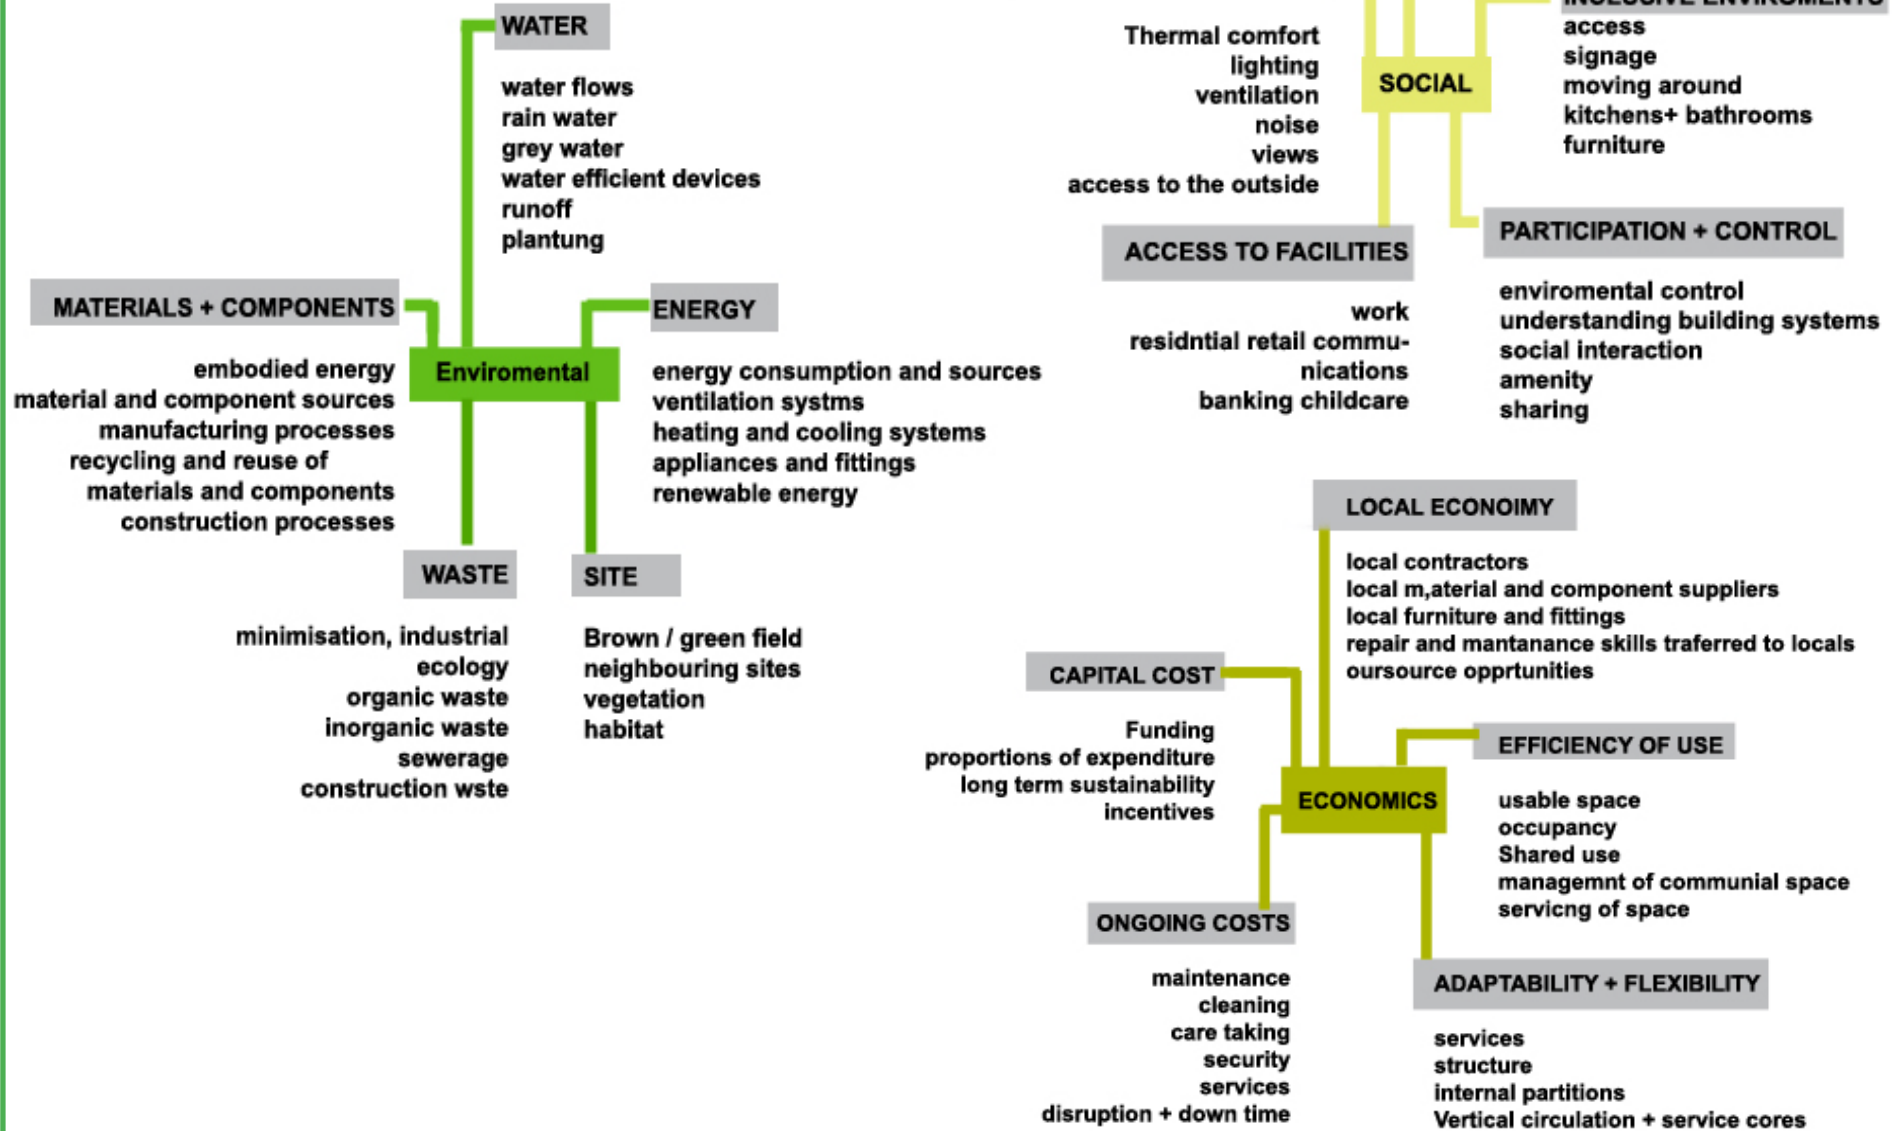 WATER
water flows
rain water
grey water
water efficient devices
runoff
plantung
MATERIALS + COMPONENTS
embodied energy
material and component sources
manufacturing processes
recycling and reuse of
materials and components
construction processes
Enviromental
ENERGY
energy consumption and sources
ventilation systms
heating and cooling systems
appliances and fittings
renewable energy
WASTE
minimisation, industrial
ecology
organic waste
inorganic waste
sewerage
construction wste
SITE
Brown / green field
neighbouring sites
vegetation
habitat
Thermal comfort
lighting
ventilation
noise
views
access to the outside
SOCIAL
INCLUSIVE ENVIROMENTS
access
signage
moving around
kitchens+ bathrooms
furniture
ACCESS TO FACILITIES
work
residntial retail commu-
nications
banking childcare
PARTICIPATION + CONTROL
enviromental control
understanding building systems
social interaction
amenity
sharing
LOCAL ECONOIMY
local contractors
local m,aterial and component suppliers
local furniture and fittings
repair and mantanance skills traferred to locals
oursource opprtunities
CAPITAL COST
Funding
proportions of expenditure
long term sustainability
incentives
ECONOMICS
EFFICIENCY OF USE
usable space
occupancy
Shared use
managemnt of communial space
servicng of space
ONGOING COSTS
maintenance
cleaning
care taking
security
services
disruption + down time
ADAPTABILITY + FLEXIBILITY
services
structure
internal partitions
Vertical circulation + service cores